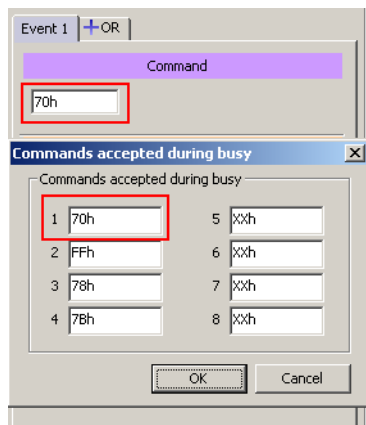 Event 1 +OR
Command
70h
Commands accepted during busy X
Commands accepted during busy
1 70h 5 XXh
2 FFh 6 XXh
3 78h 7 XXh
4 7Bh 8 XXh
OK Cancel